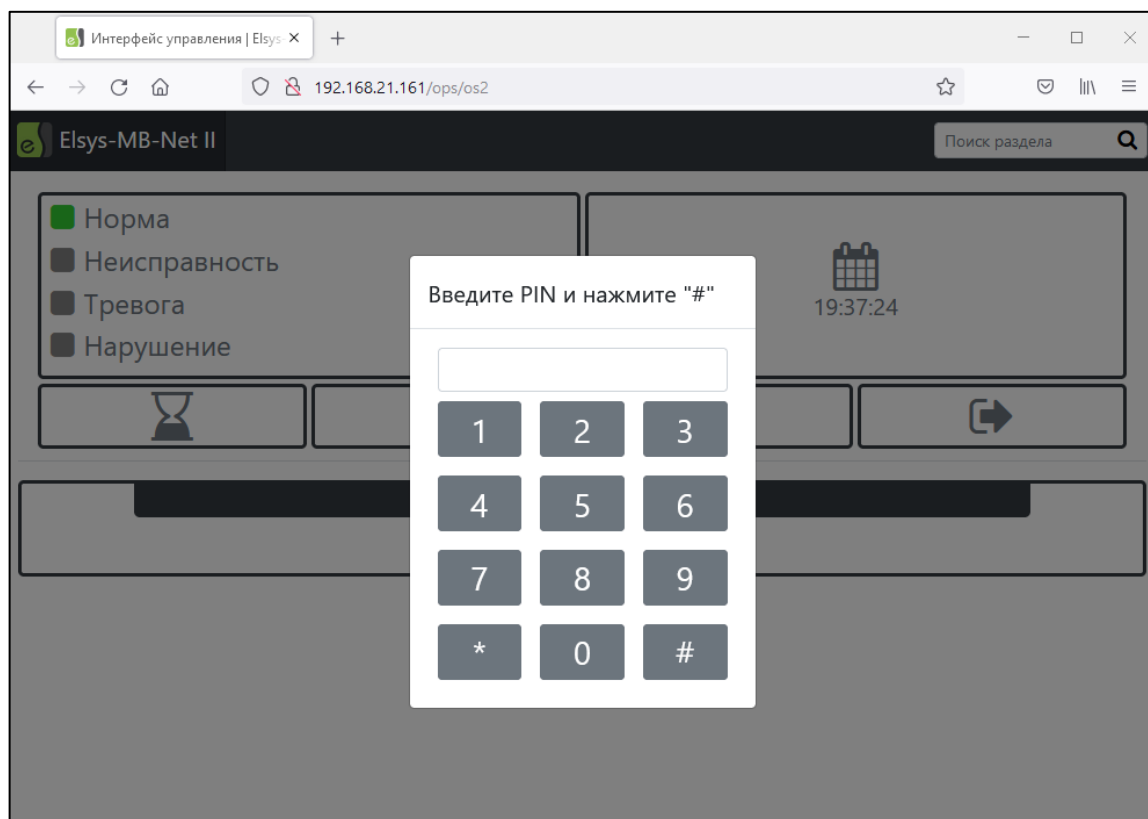 Интерфейс управления | Elsys-
192.168.21.161/ops/os2
Elsys-MB-Net II
Поиск раздела
Норма
Неисправность
Тревога
Нарушение
19:37:24
Введите PIN и нажмите "#"
1 2 3
4 5 6
7 8 9
* 0 #